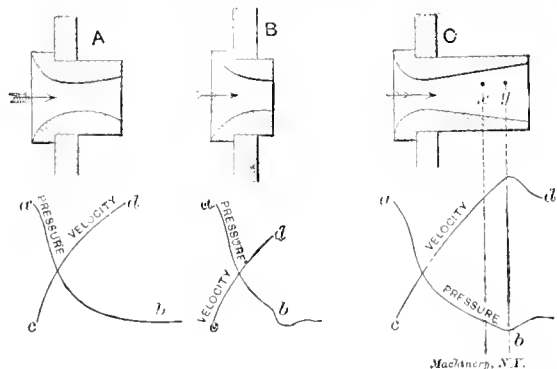 A
B
C
x y
a
PRESSURE
VELOCITY
d
c
b
a
PRESSURE
VELOCITY
d
c
b
a
VELOCITY
d
PRESSURE
c
b
Machinery, N.Y.